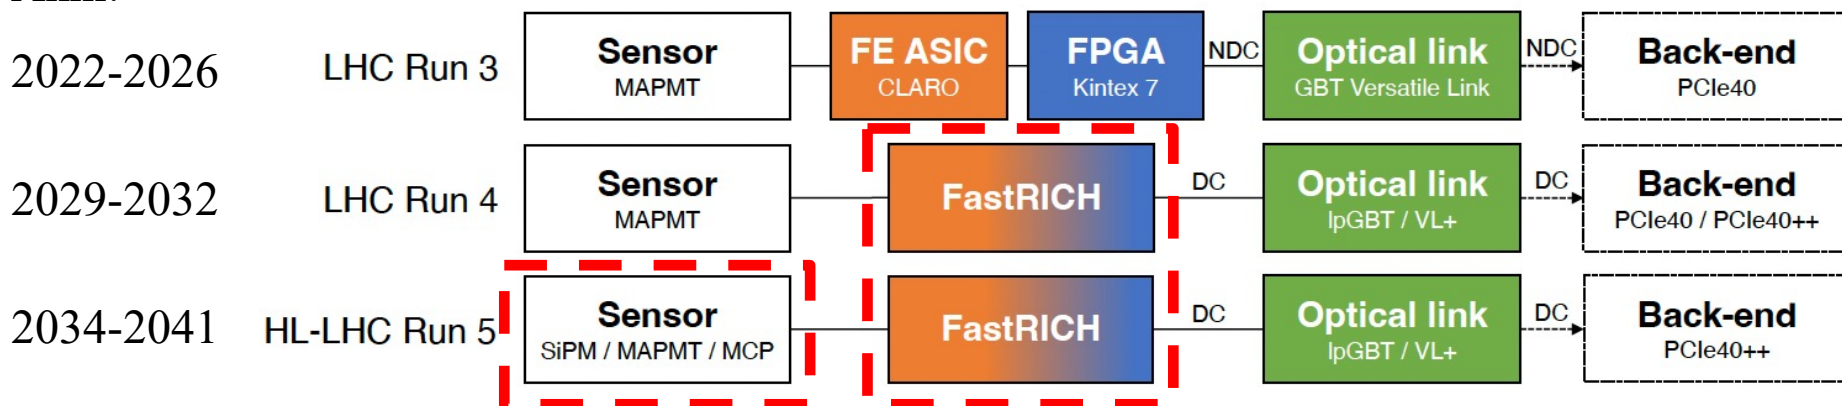 2022-2026 LHC Run 3 Sensor MAPMT FE ASIC CLARO FPGA Kintex 7 NDC Optical link GBT Versatile Link NDC Back-end PCIe40
2029-2032 LHC Run 4 Sensor MAPMT FastRICH DC Optical link lpGBT / VL+ DC Back-end PCIe40 / PCIe40++
2034-2041 HL-LHC Run 5 Sensor SiPM / MAPMT / MCP FastRICH DC Optical link lpGBT / VL+ DC Back-end PCIe40++